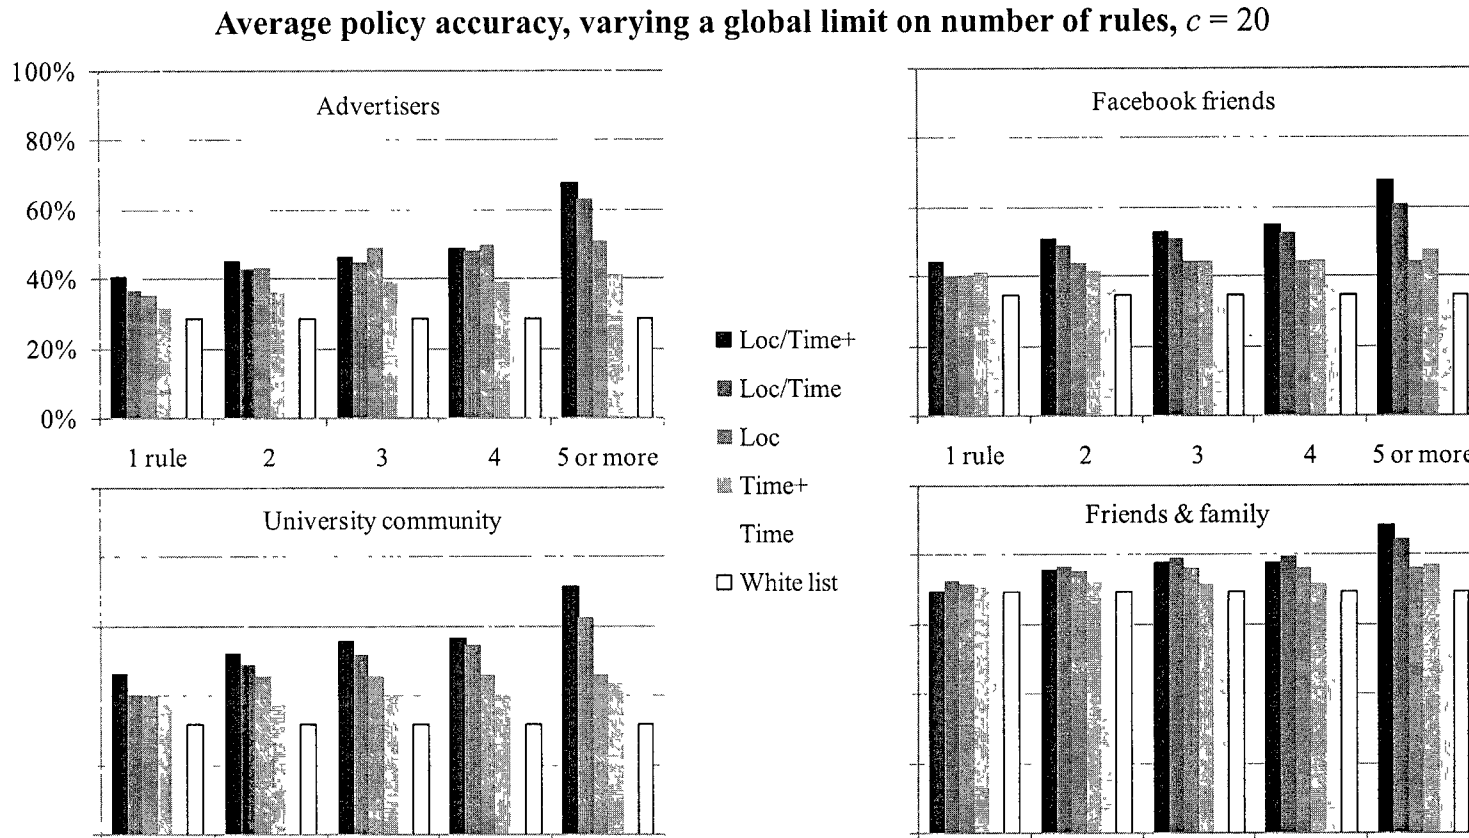 Average policy accuracy, varying a global limit on number of rules, c = 20
100%
80%
60%
40%
20%
0%
Advertisers
1 rule 2 3 4 5 or more
Facebook friends
1 rule 2 3 4 5 or more
Loc/Time+
Loc/Time
Loc
Time+
Time
White list
University community
Friends & family